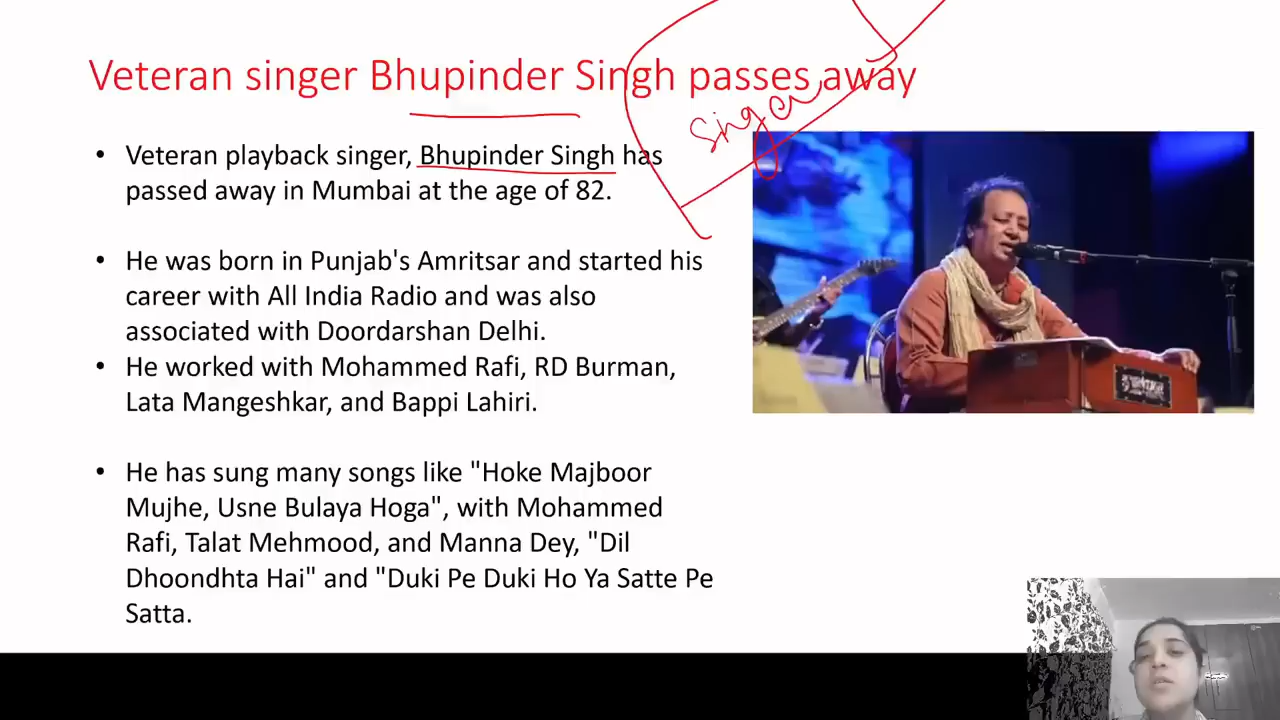 Veteran singer Bhupinder Singh passes away
singer
• Veteran playback singer, Bhupinder Singh has
passed away in Mumbai at the age of 82.
• He was born in Punjab's Amritsar and started his
career with All India Radio and was also
associated with Doordarshan Delhi.
• He worked with Mohammed Rafi, RD Burman,
Lata Mangeshkar, and Bappi Lahiri.
• He has sung many songs like "Hoke Majboor
Mujhe, Usne Bulaya Hoga", with Mohammed
Rafi, Talat Mehmood, and Manna Dey, "Dil
Dhoondhta Hai" and "Duki Pe Duki Ho Ya Satte Pe
Satta.